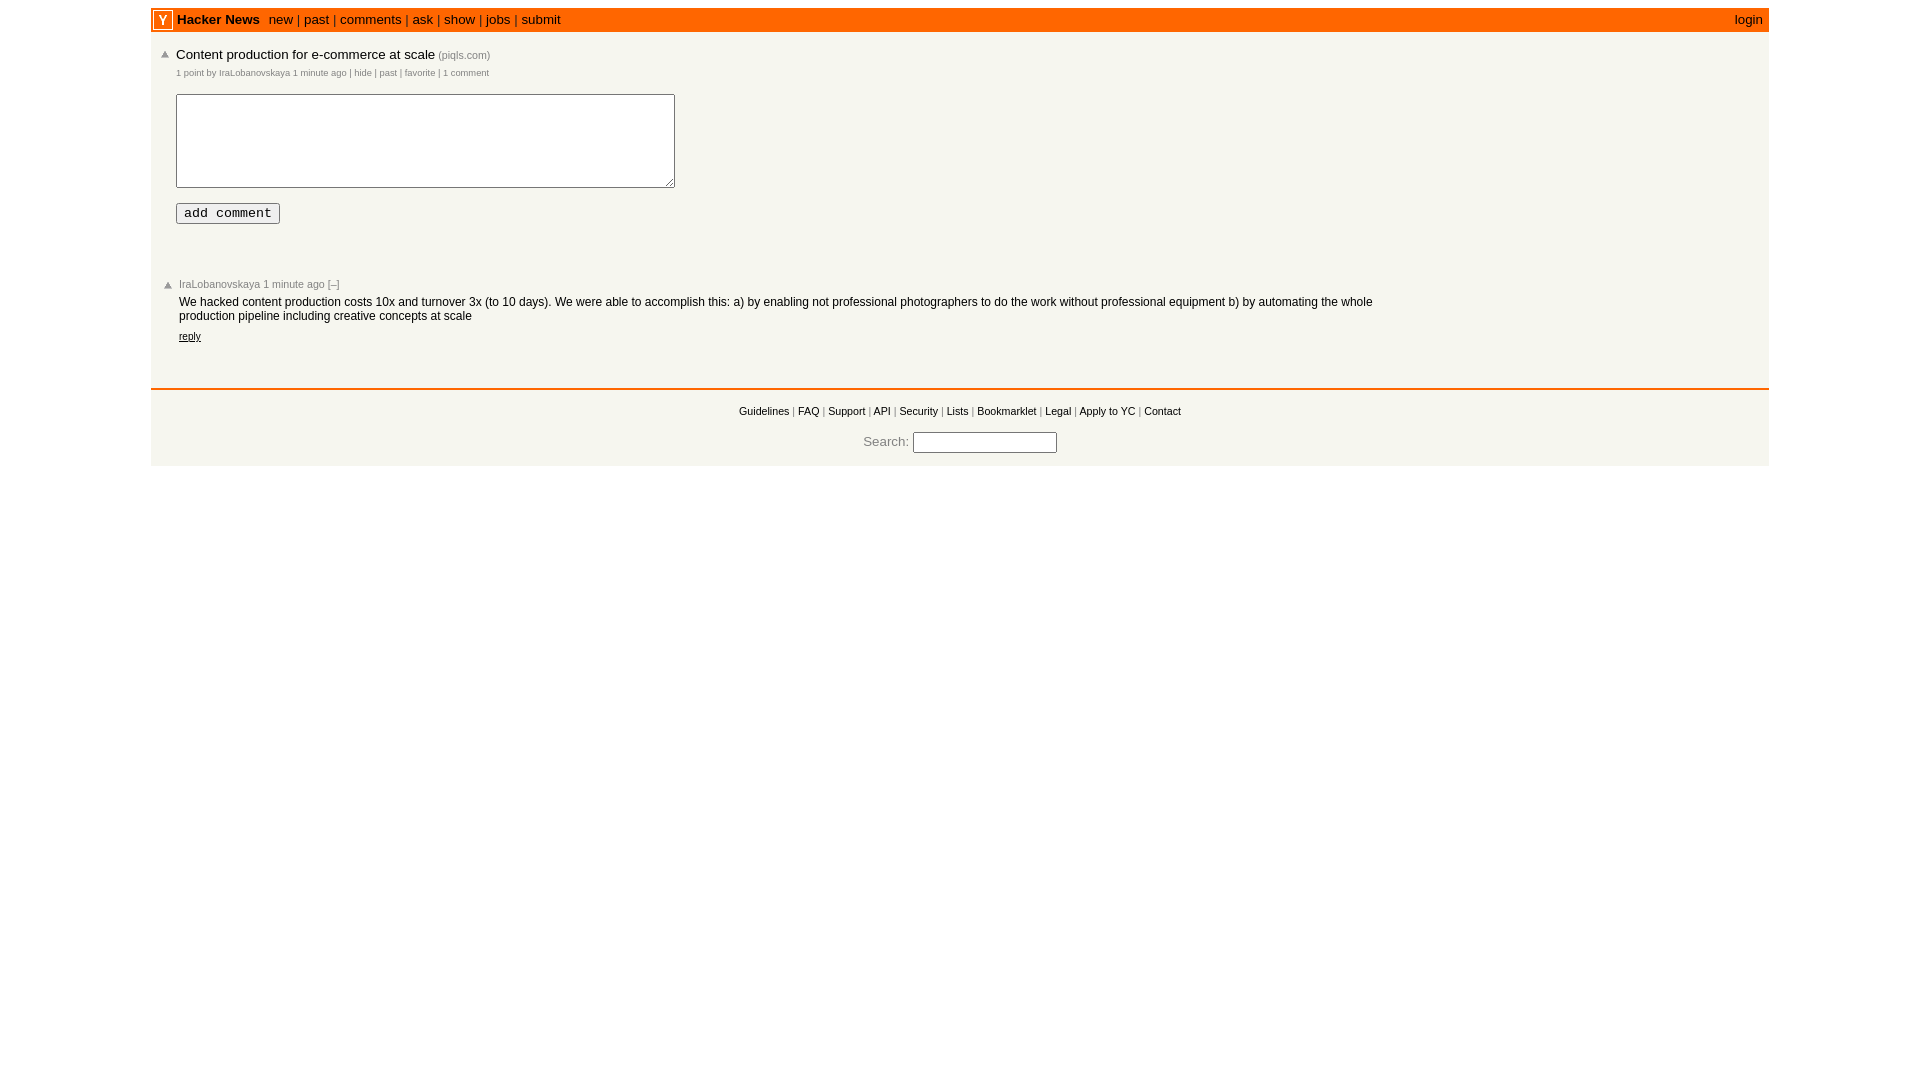 Y Hacker News new | past | comments | ask | show | jobs | submit login
Content production for e-commerce at scale (piqls.com)
1 point by IraLobanovskaya 1 minute ago | hide | past | favorite | 1 comment
add comment
IraLobanovskaya 1 minute ago [–]
We hacked content production costs 10x and turnover 3x (to 10 days). We were able to accomplish this: a) by enabling not professional photographers to do the work without professional equipment b) by automating the whole
production pipeline including creative concepts at scale
reply
Guidelines | FAQ | Support | API | Security | Lists | Bookmarklet | Legal | Apply to YC | Contact
Search: